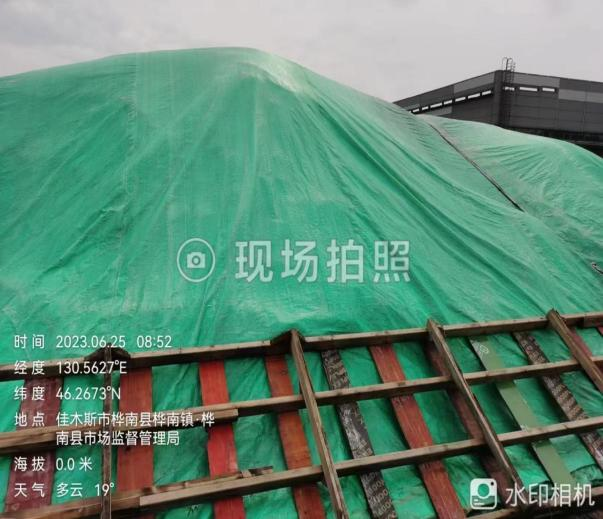 现场拍照
时间 2023.06.25 08:52
经度 130.5627°E
纬度 46.2673°N
地点 佳木斯市桦南县桦南镇·桦
南县市场监督管理局
海拔 0.0 米
天气 多云 19°
水印相机